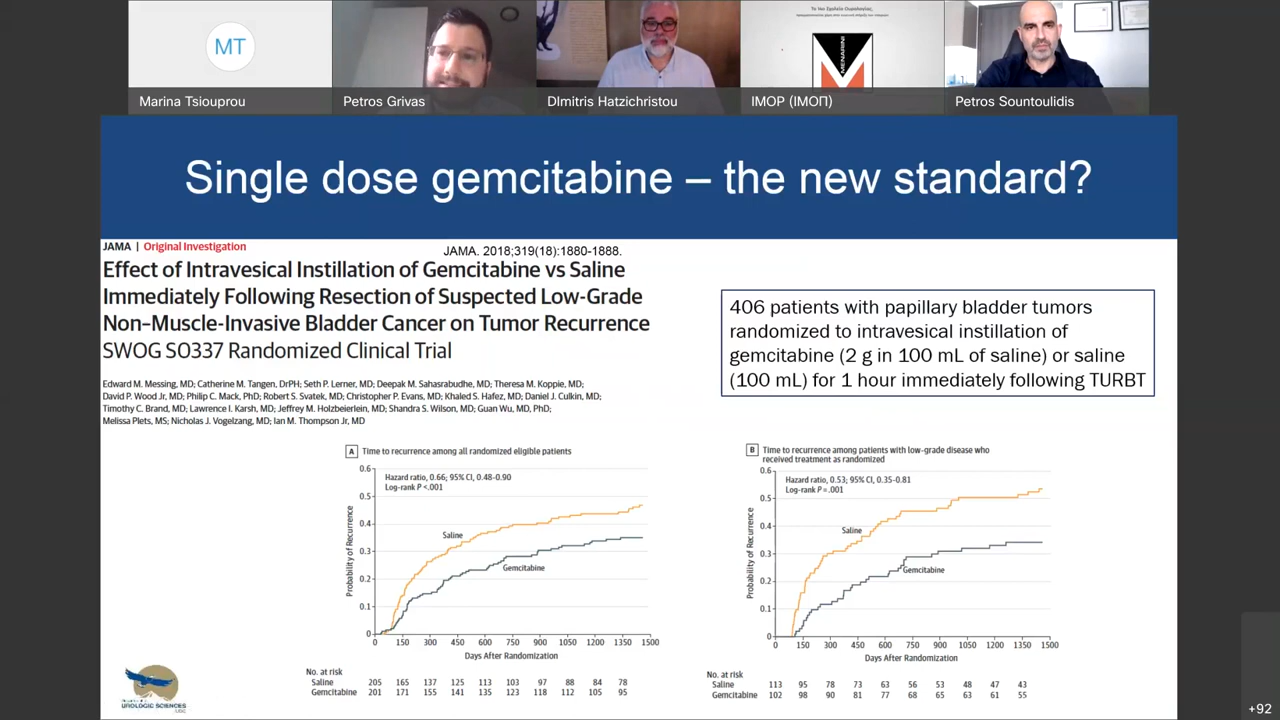 Το Νοο Σχολείο Ουρολογίας,
MT
MENARINI
Marina Tsiouprou
Petros Grivas
DImitris Hatzichristou
IMOP (ΙΜΟΠ)
Petros Sountoulidis
Single dose gemcitabine – the new standard?
JAMA | Original Investigation
JAMA. 2018;319(18):1880-1888.
Effect of Intravesical Instillation of Gemcitabine vs Saline
Immediately Following Resection of Suspected Low-Grade
Non–Muscle-Invasive Bladder Cancer on Tumor Recurrence
SWOG S0337 Randomized Clinical Trial
Edward M. Messing, MD; Catherine M. Tangen, DrPH; Seth P. Lerner, MD; Deepak M. Sahasrabudhe, MD; Theresa M. Koppie, MD;
David P. Wood Jr, MD; Philip C. Mack, PhD; Robert S. Svatek, MD; Christopher P. Evans, MD; Khaled S. Hafez, MD; Daniel J. Culkin, MD;
Timothy C. Brand, MD; Lawrence I. Karsh, MD; Jeffrey M. Holzbeierlein, MD; Shandra S. Wilson, MD; Guan Wu, MD, PhD;
Melissa Plets, MS; Nicholas J. Vogelzang, MD; Ian M. Thompson Jr, MD
406 patients with papillary bladder tumors
randomized to intravesical instillation of
gemcitabine (2 g in 100 mL of saline) or saline
(100 mL) for 1 hour immediately following TURBT
A Time to recurrence among all randomized eligible patients
Hazard ratio, 0.66; 95% CI, 0.48-0.90
Log-rank P <.001
Probability of Recurrence
0.6
0.5
0.4
0.3
0.2
0.1
0
Saline
Gemcitabine
0 150 300 450 600 750 900 1050 1200 1350 1500
Days After Randomization
No. at risk
Saline 205 165 137 125 113 103 97 88 84 78
Gemcitabine 201 171 155 141 135 123 118 112 105 95
B Time to recurrence among patients with low-grade disease who
received treatment as randomized
Hazard ratio, 0.53; 95% CI, 0.35-0.81
Log-rank P = .001
Probability of Recurrence
0.6
0.5
0.4
0.3
0.2
0.1
0
Saline
Gemcitabine
0 150 300 450 600 750 900 1050 1200 1350 1500
Days After Randomization
No. at risk
Saline 113 95 78 73 63 56 53 48 47 43
Gemcitabine 102 98 90 81 77 68 65 63 61 55
UROLOGIC SCIENCES
+92